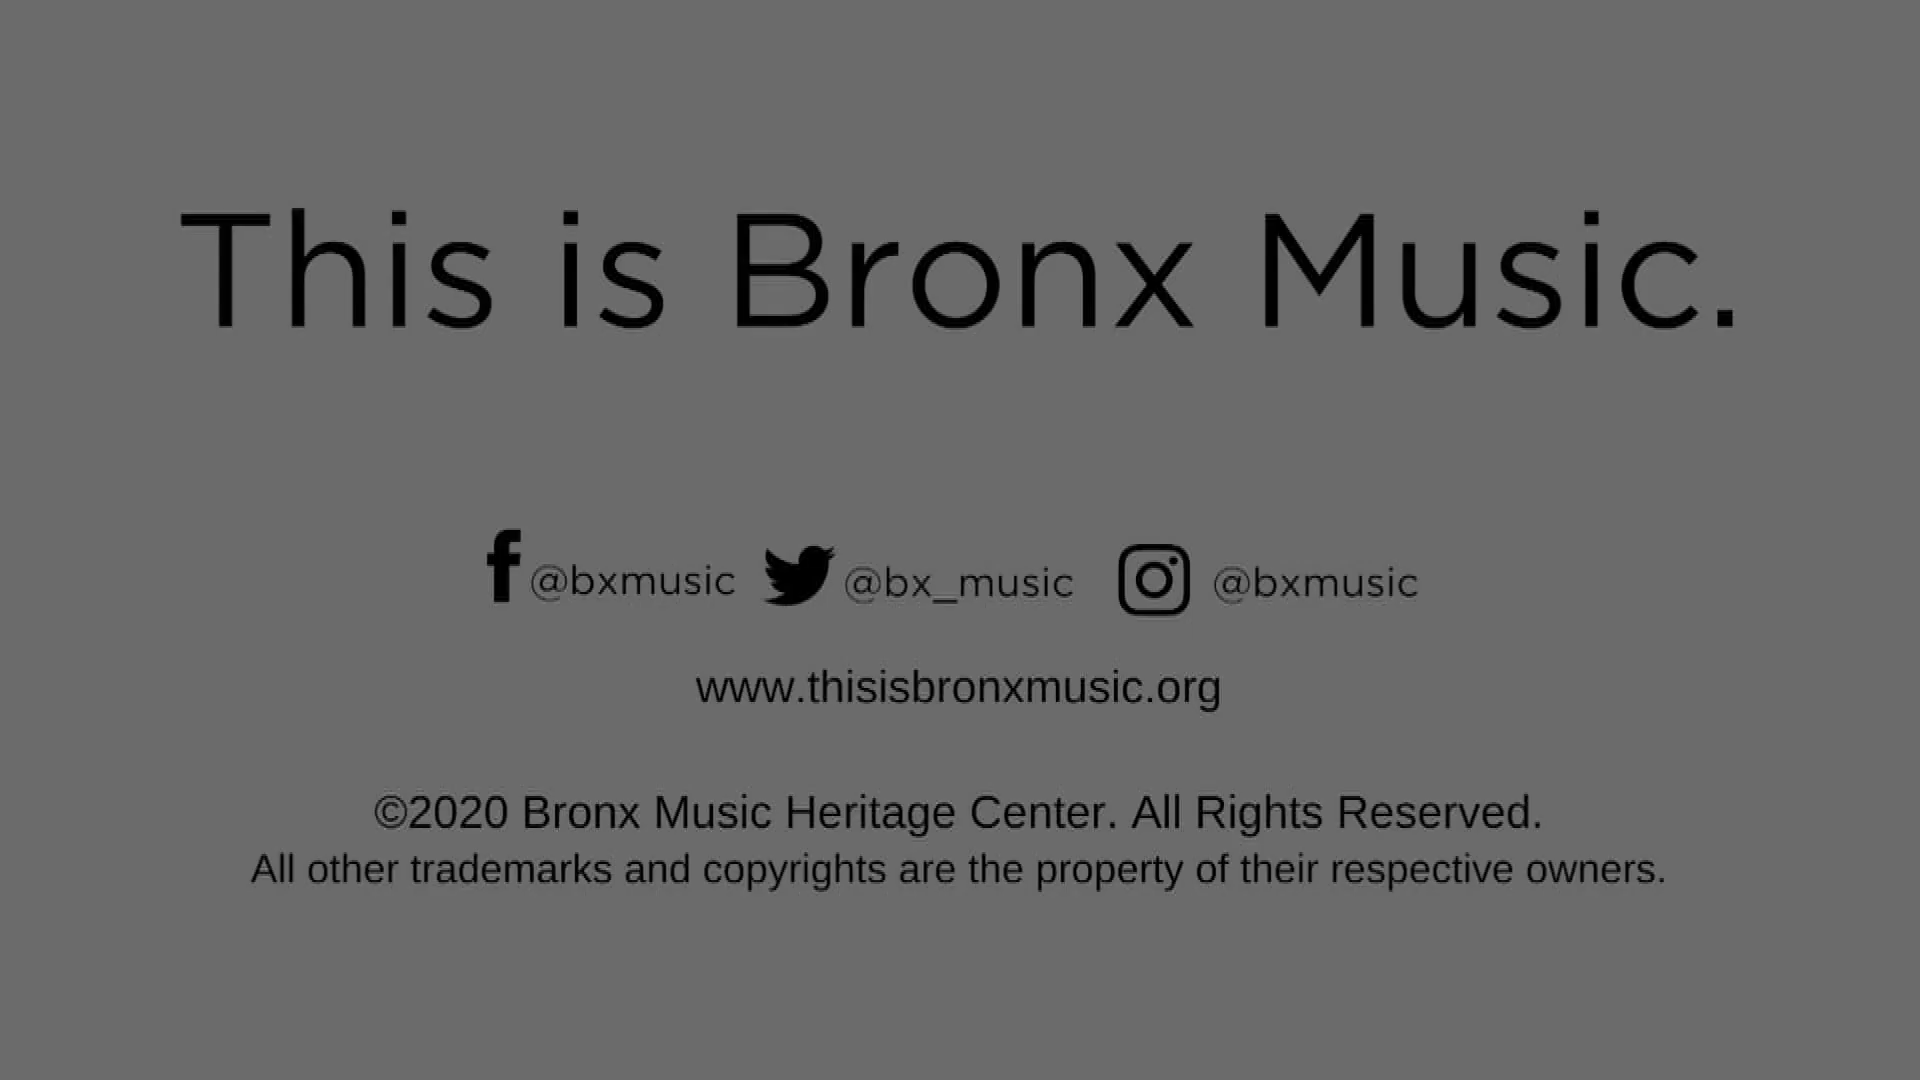 This is Bronx Music.
@bxmusic @bx_music @bxmusic
www.thisisbronxmusic.org
©2020 Bronx Music Heritage Center. All Rights Reserved.
All other trademarks and copyrights are the property of their respective owners.